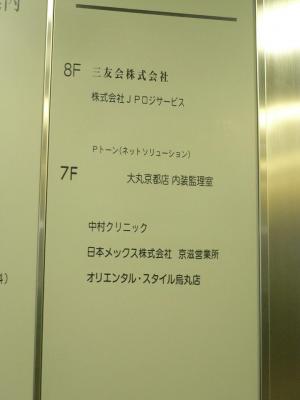 内
8F 三友会株式会社
株式会社JPロジサービス
Pトーン(ネットソリューション)
7F 大丸京都店 内装監理室
中村クリニック
日本メックス株式会社 京滋営業所
オリエンタル・スタイル烏丸店
4)